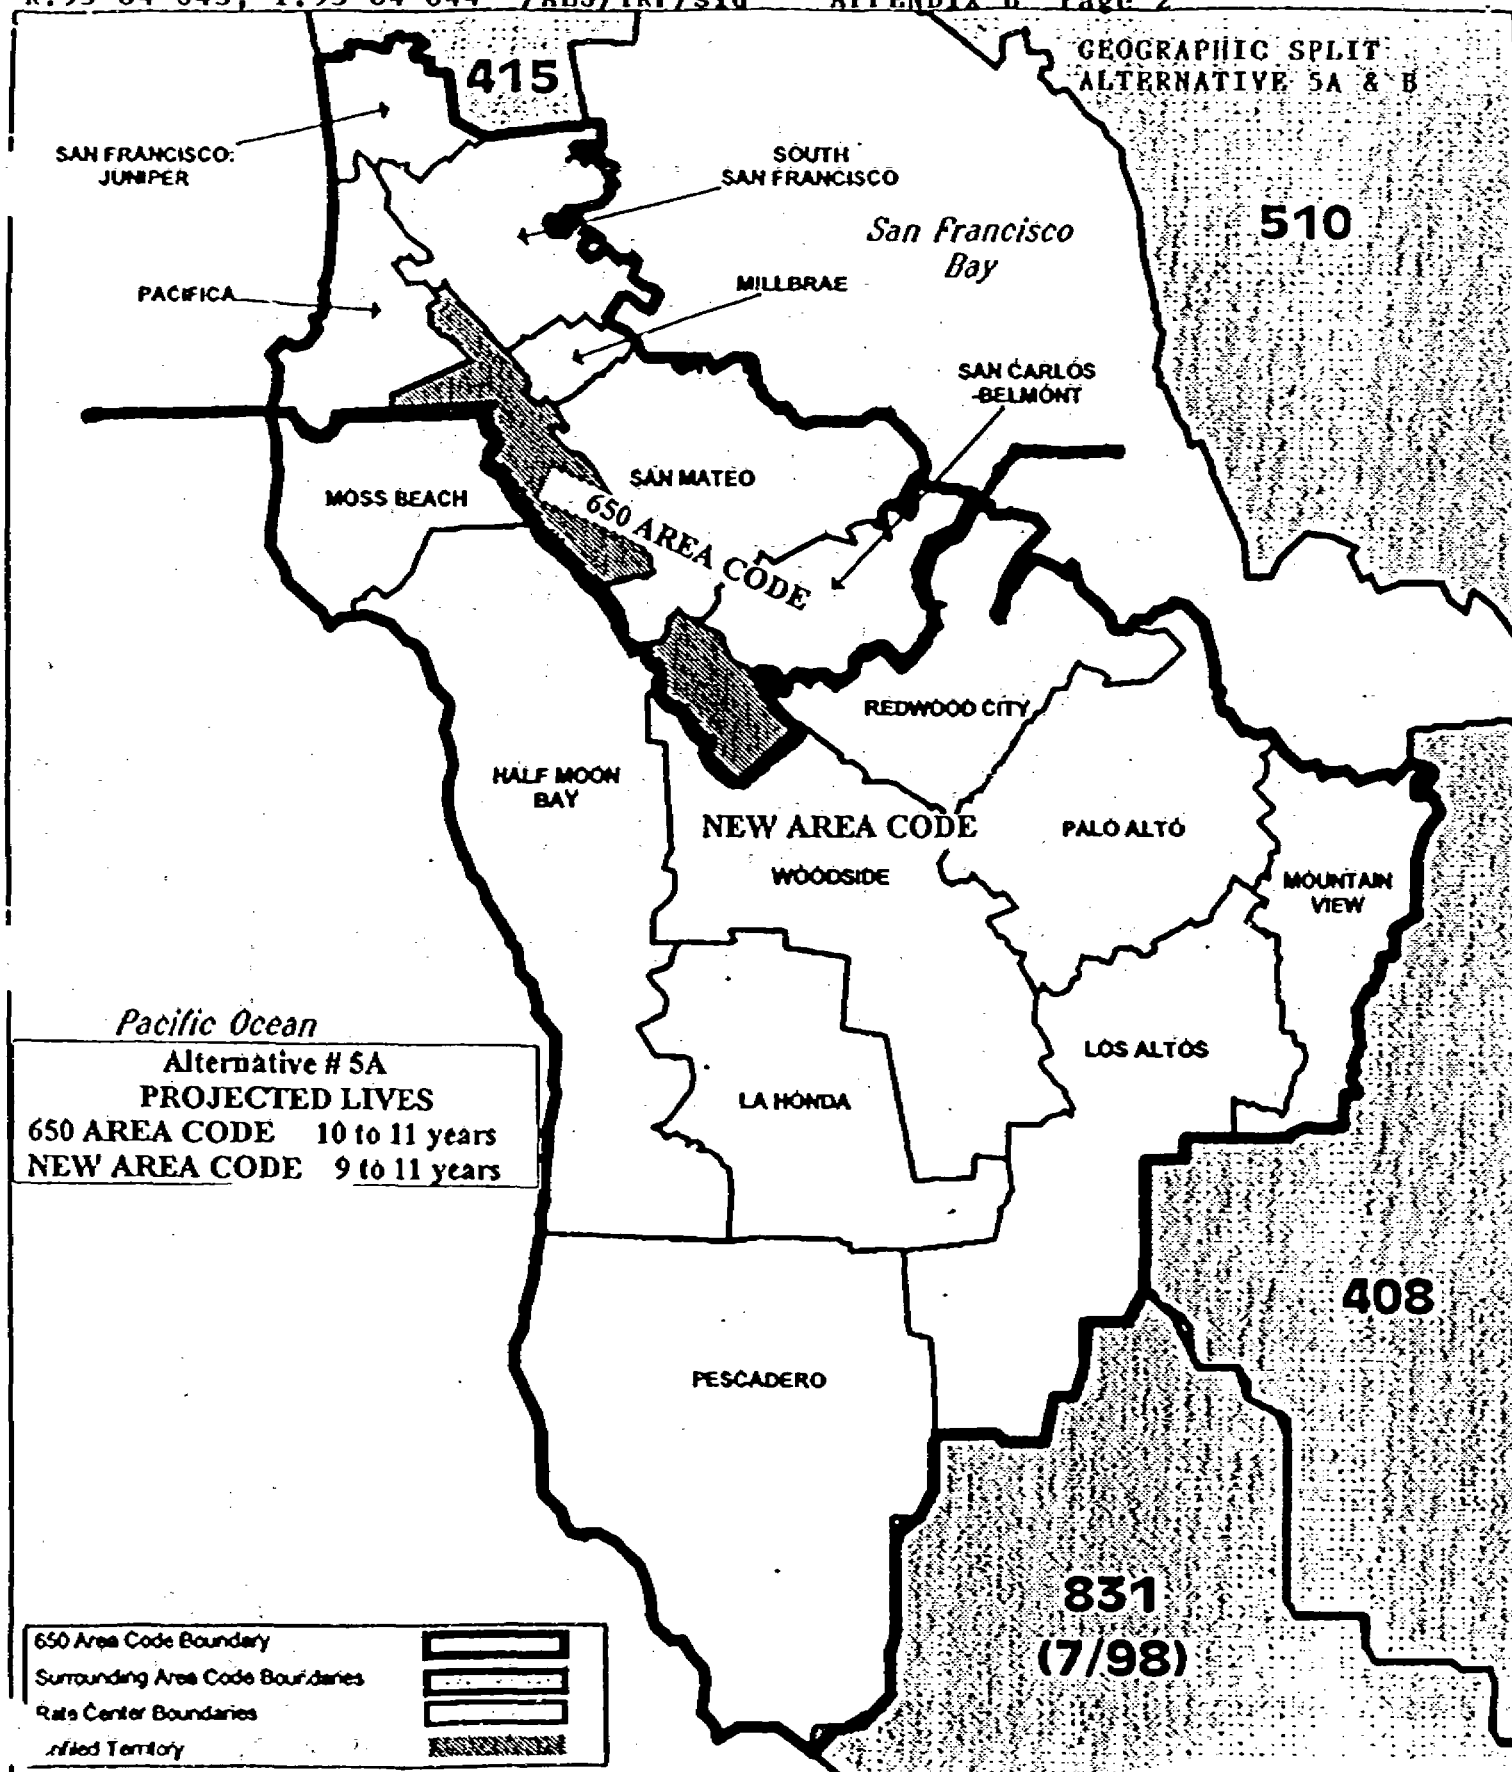 APPENDIX B Page 2
GEOGRAPHIC SPLIT
ALTERNATIVE 5A & B
415
SAN FRANCISCO:
JUNIPER
SOUTH
SAN FRANCISCO
510
San Francisco
Bay
PACIFICA
MILLBRAE
SAN CARLOS
-BELMONT
SAN MATEO
MOSS BEACH
650 AREA CODE
REDWOOD CITY
HALF MOON
BAY
NEW AREA CODE
PALO ALTO
WOODSIDE
MOUNTAIN
VIEW
Pacific Ocean
Alternative # 5A
PROJECTED LIVES
650 AREA CODE 10 to 11 years
NEW AREA CODE 9 to 11 years
LOS ALTOS
LA HONDA
408
PESCADERO
831
(7/98)
650 Area Code Boundary
Surrounding Area Code Boundaries
Rate Center Boundaries
Territory